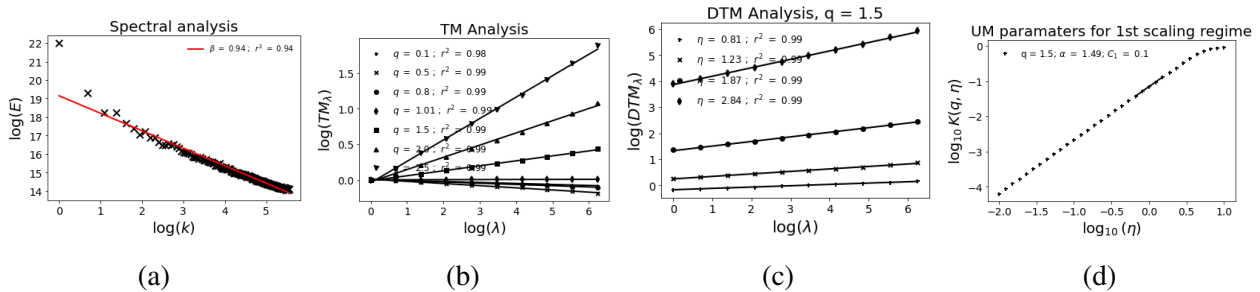 Spectral analysis
β = 0.94 ; r² = 0.94
22
21
20
19
18
17
16
15
14
log(E)
0
1
2
3
4
5
log(k)
(a)
TM Analysis
q = 0.1 ; r² = 0.98
q = 0.5 ; r² = 0.99
q = 0.8 ; r² = 0.99
q = 1.01 ; r² = 0.99
q = 1.5 ; r² = 0.99
q = 2.0 ; r² = 0.99
q = 2.5 ; r² = 0.99
1.5
1.0
0.5
0.0
log(TMλ)
0
1
2
3
4
5
6
log(λ)
(b)
DTM Analysis, q = 1.5
η = 0.81 ; r² = 0.99
η = 1.23 ; r² = 0.99
η = 1.87 ; r² = 0.99
η = 2.84 ; r² = 0.99
6
5
4
3
2
1
0
log(DTMλ)
0
1
2
3
4
5
6
log(λ)
(c)
UM paramaters for 1st scaling regime
q = 1.5; α = 1.49; C₁ = 0.1
0
−1
−2
−3
−4
log₁₀ K(q, η)
−2.0
−1.5
−1.0
−0.5
0.0
0.5
1.0
log₁₀ (η)
(d)